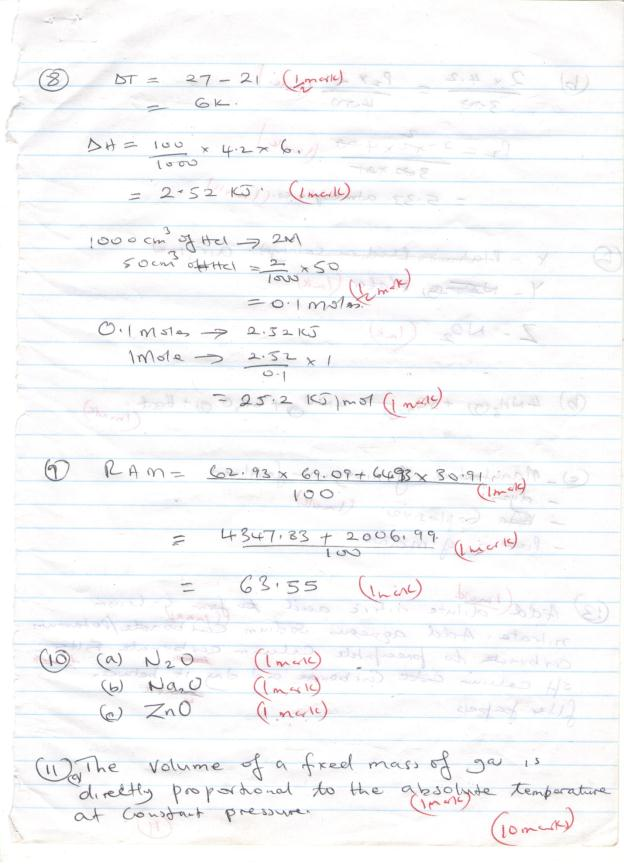 (8) ΔT = 27 - 21 (1/2 mark)
= 6K.
ΔH = 100/1000 × 4.2 × 6.
= 2.52 KJ. (1 mark)
1000cm³ of Hcl → 2M
50cm³ of Hcl = 2/1000 × 50
= 0.1 moles. (1/2 mark)
0.1 moles → 2.52 KJ
1 mole → 2.52/0.1 × 1
= 25.2 KJ/mol (1 mark)
(9) RAM = 62.93 × 69.09 + 64.93 × 30.91 / 100 (1 mark)
= 4347.83 + 2006.99 / 100 (1 mark)
= 63.55 (1 mark)
(10) (a) N₂O (1 mark)
(b) Na₂O (1 mark)
(c) ZnO (1 mark)
(11) (a) The volume of a fixed mass of gas is
directly proportional to the absolute temperature
at constant pressure. (1 mark)
(10 marks)